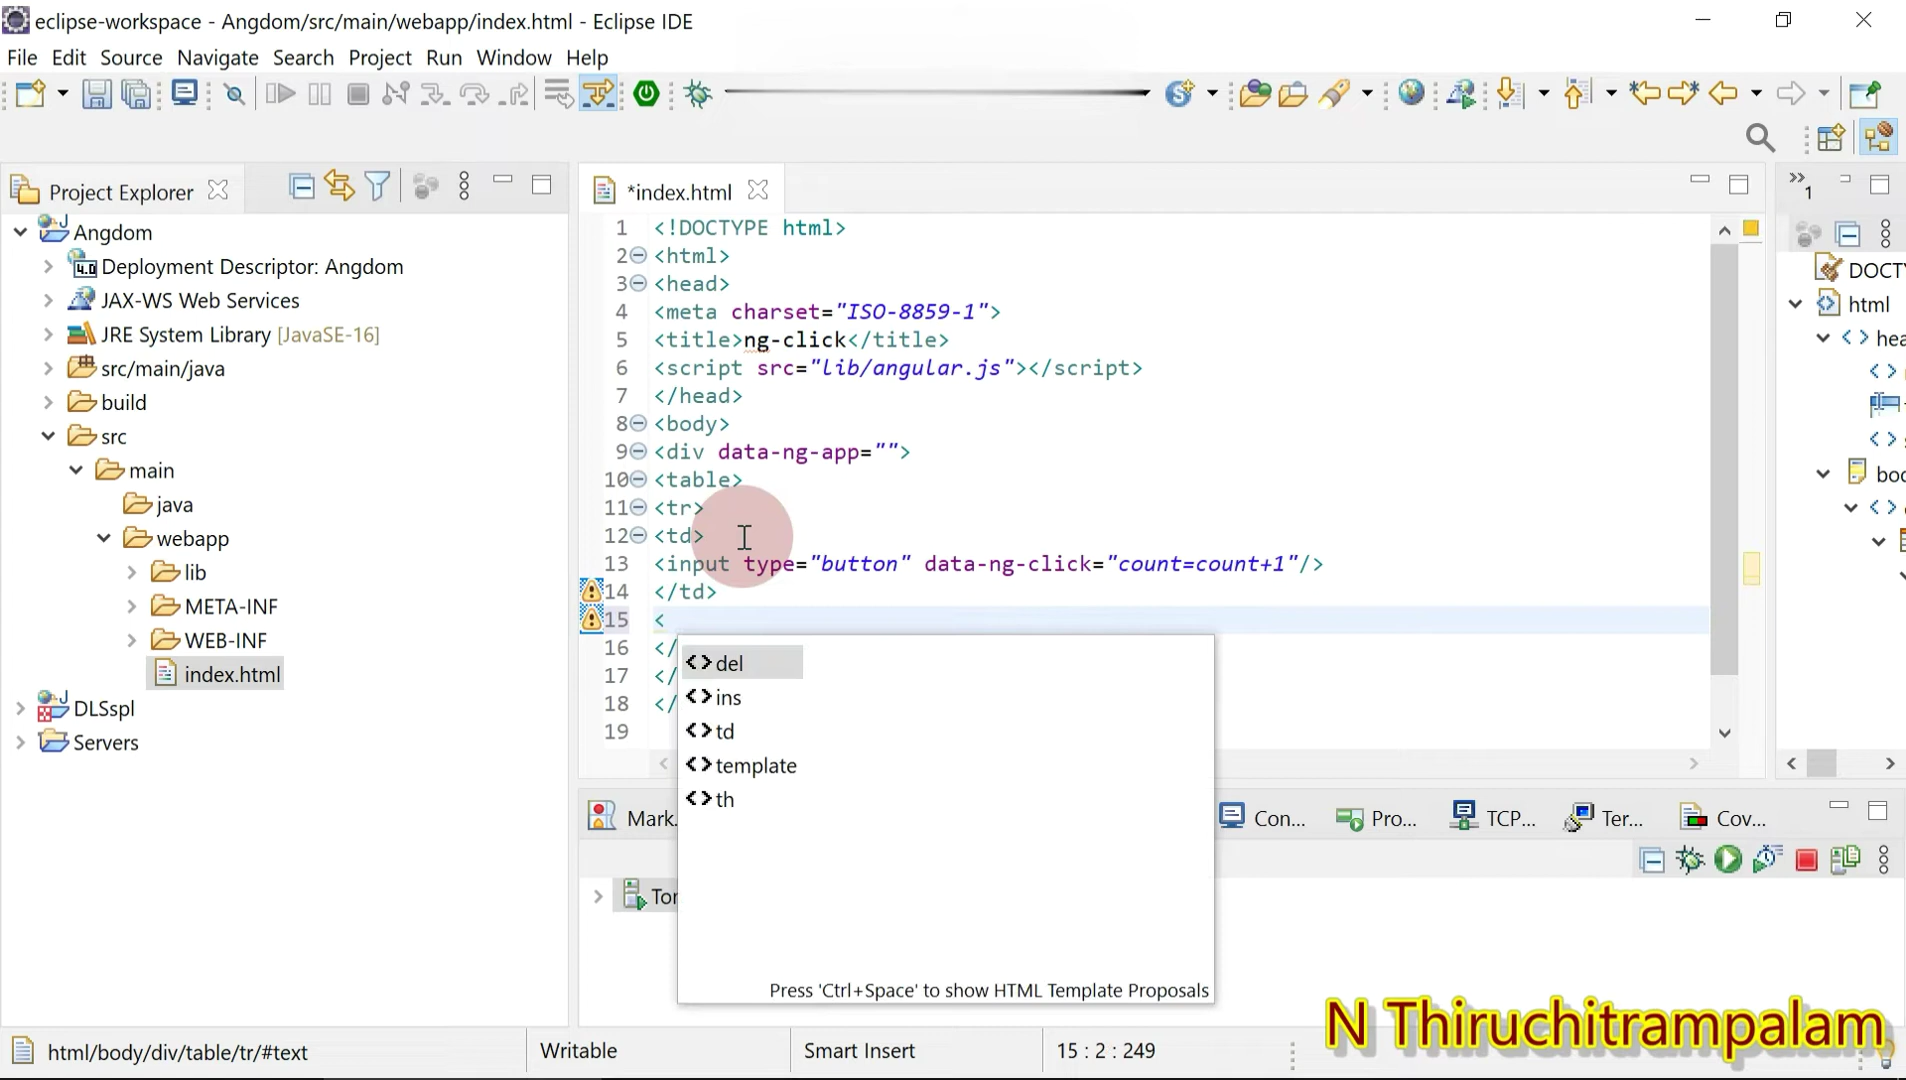 eclipse-workspace - Angdom/src/main/webapp/index.html - Eclipse IDE
File Edit Source Navigate Search Project Run Window Help
Project Explorer
Angdom
Deployment Descriptor: Angdom
JAX-WS Web Services
JRE System Library [JavaSE-16]
src/main/java
build
src
main
java
webapp
lib
META-INF
WEB-INF
index.html
DLSspl
Servers
*index.html
1 <!DOCTYPE html>
2 <html>
3 <head>
4 <meta charset="ISO-8859-1">
5 <title>ng-click</title>
6 <script src="lib/angular.js"></script>
7 </head>
8 <body>
9 <div data-ng-app="">
10 <table>
11 <tr>
12 <td>
13 <input type="button" data-ng-click="count=count+1"/>
14 </td>
15 <
16 </
17 </
18 </
19
del
ins
td
template
th
Press 'Ctrl+Space' to show HTML Template Proposals
1
DOCTY
html
hea
boc
Mark. Con... Pro... TCP... Ter... Cov...
Tor
html/body/div/table/tr/#text Writable Smart Insert 15 : 2 : 249
N Thiruchitrampalam